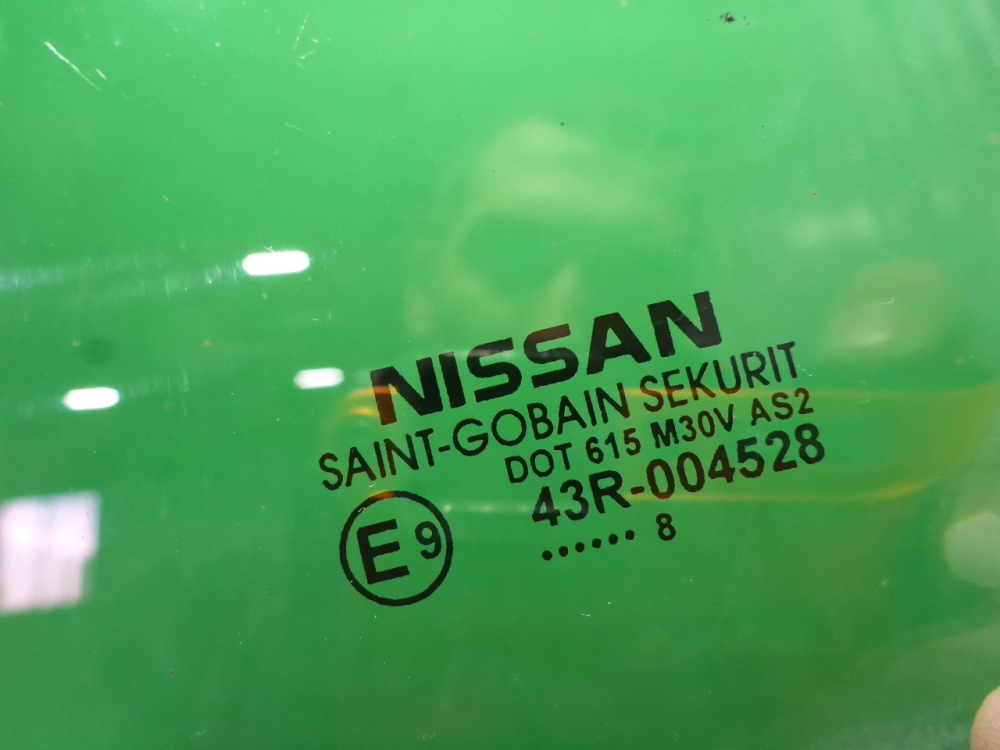 NISSAN
SAINT-GOBAIN SEKURIT
DOT 615 M30V AS2
43R-004528
E9
...... 8